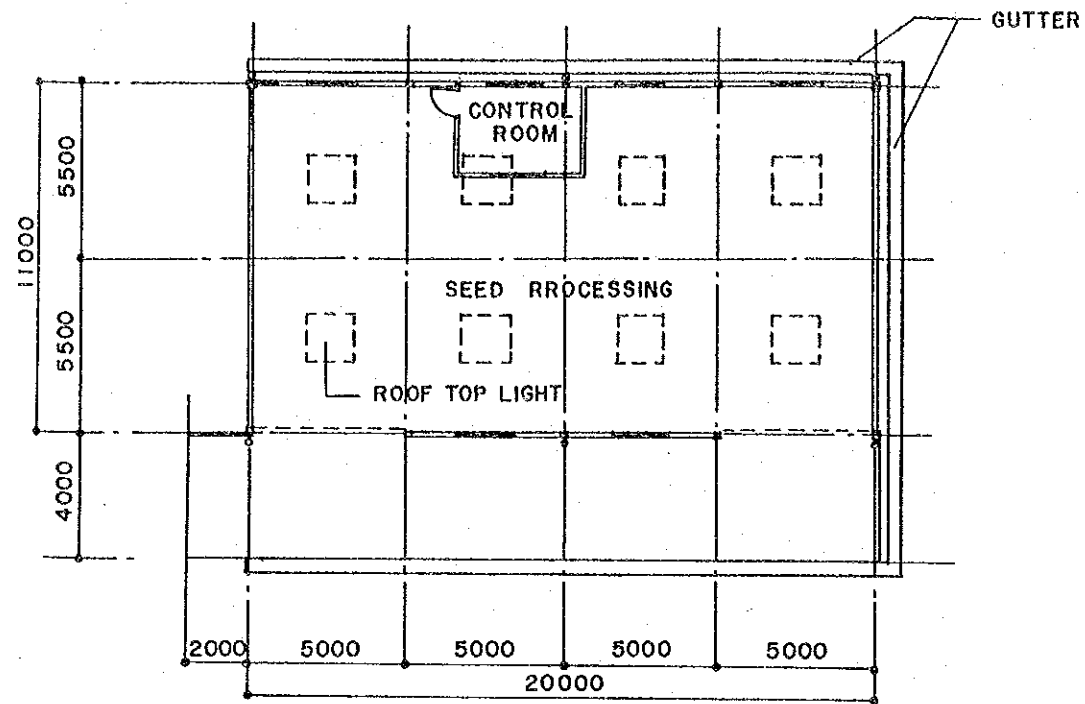 GUTTER
CONTROL
ROOM
5500
11000
SEED RROCESSING
5500
ROOF TOP LIGHT
4000
2000 5000 5000 5000 5000
20000